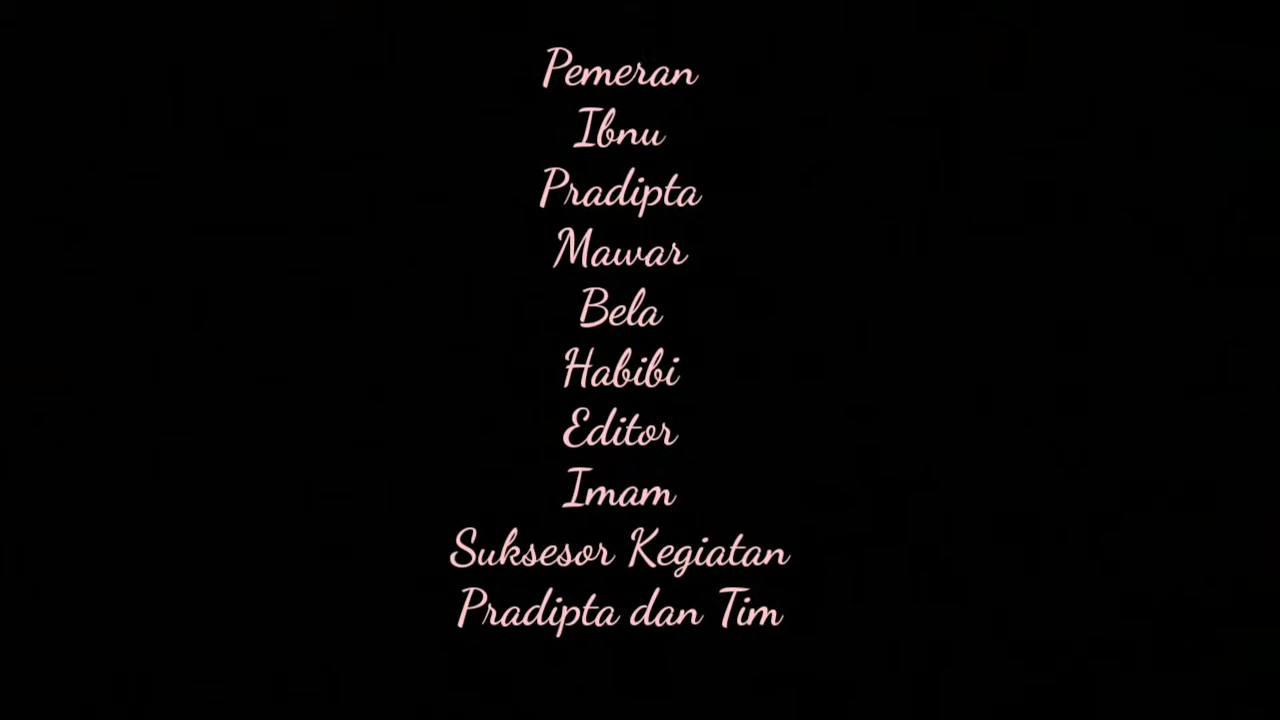 Pemeran
Ibnu
Pradipta
Mawar
Bela
Habibi
Editor
Imam
Suksesor Kegiatan
Pradipta dan Tim